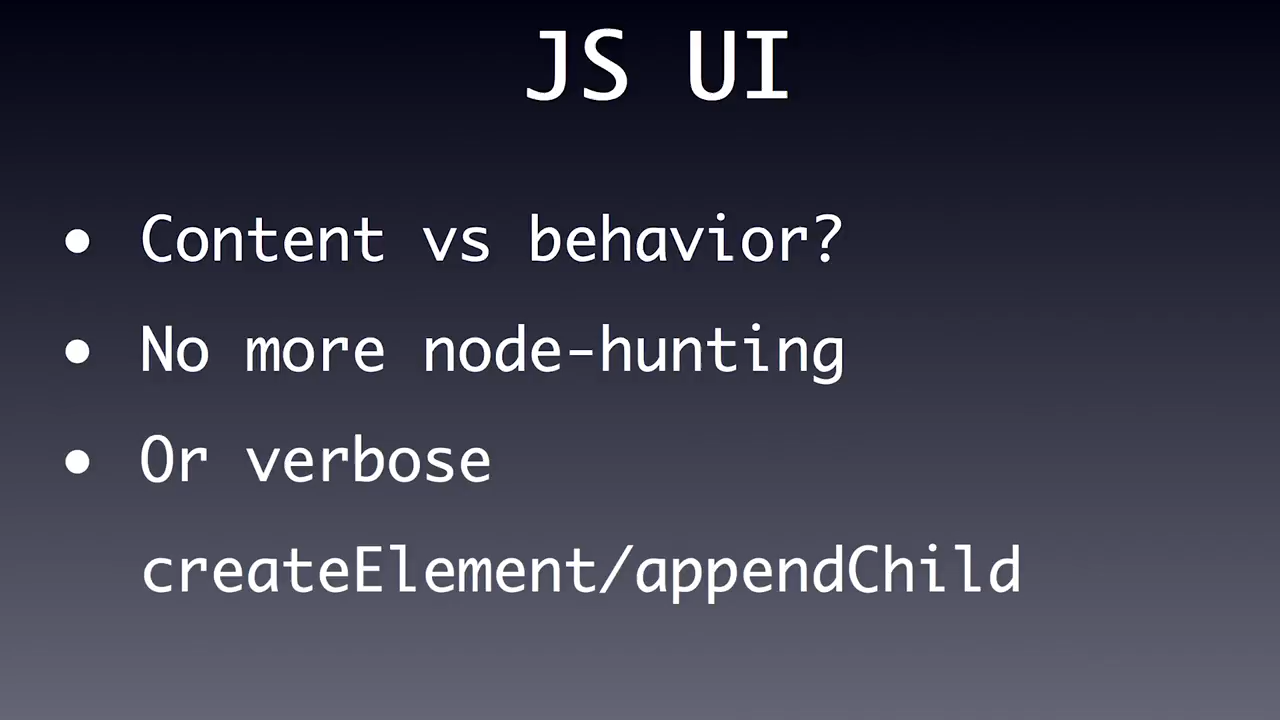 JS UI
• Content vs behavior?
• No more node-hunting
• Or verbose
createElement/appendChild